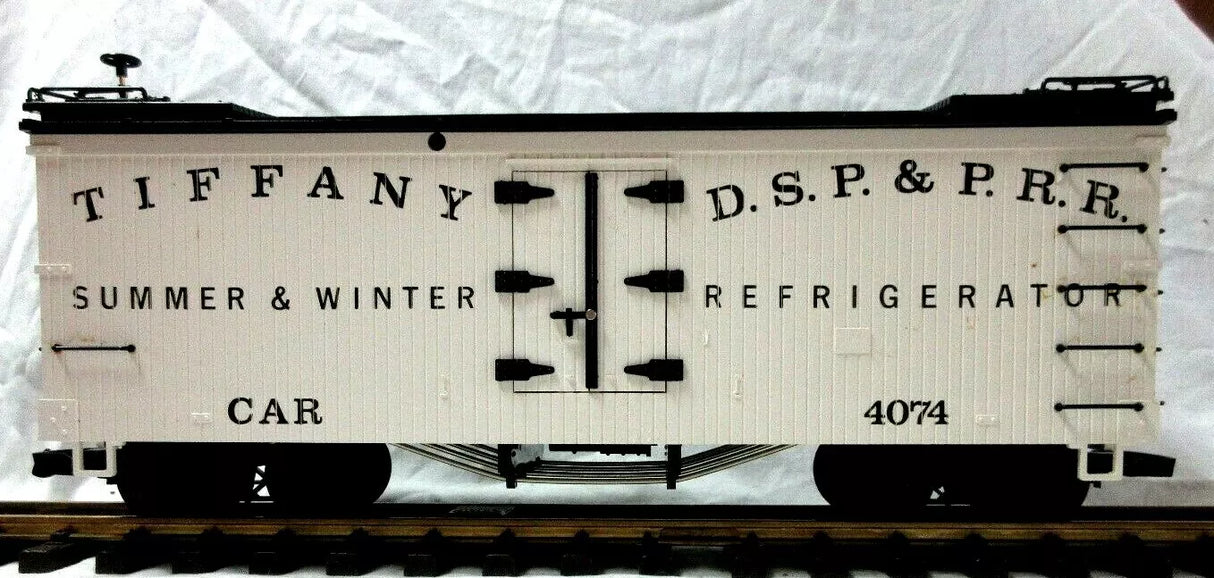 TIFFANY D.S.P. & P. R.R.
SUMMER & WINTER REFRIGERATOR
CAR 4074